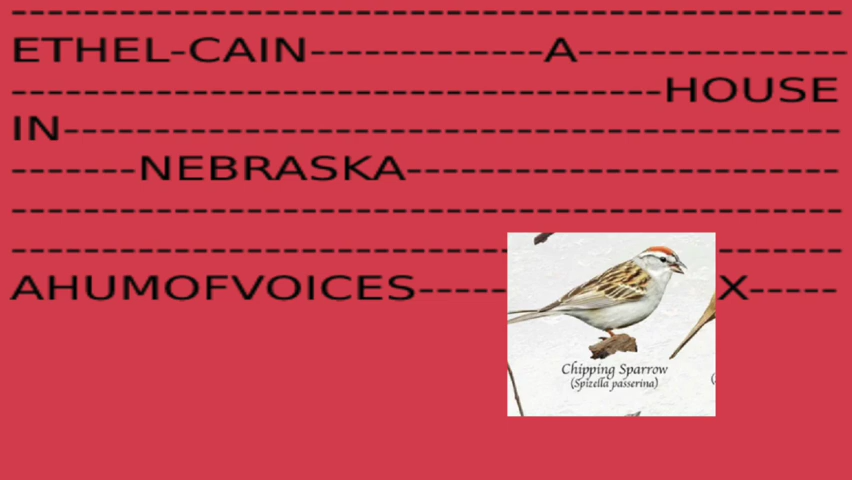 -----------------------------------------------
ETHEL-CAIN-------------A---------------
-------------------------------------HOUSE
IN--------------------------------------------
-------NEBRASKA------------------------
-----------------------------------------------
----------------------------        -------
AHUMOFVOICES-----        X-----
Chipping Sparrow
(Spizella passerina)